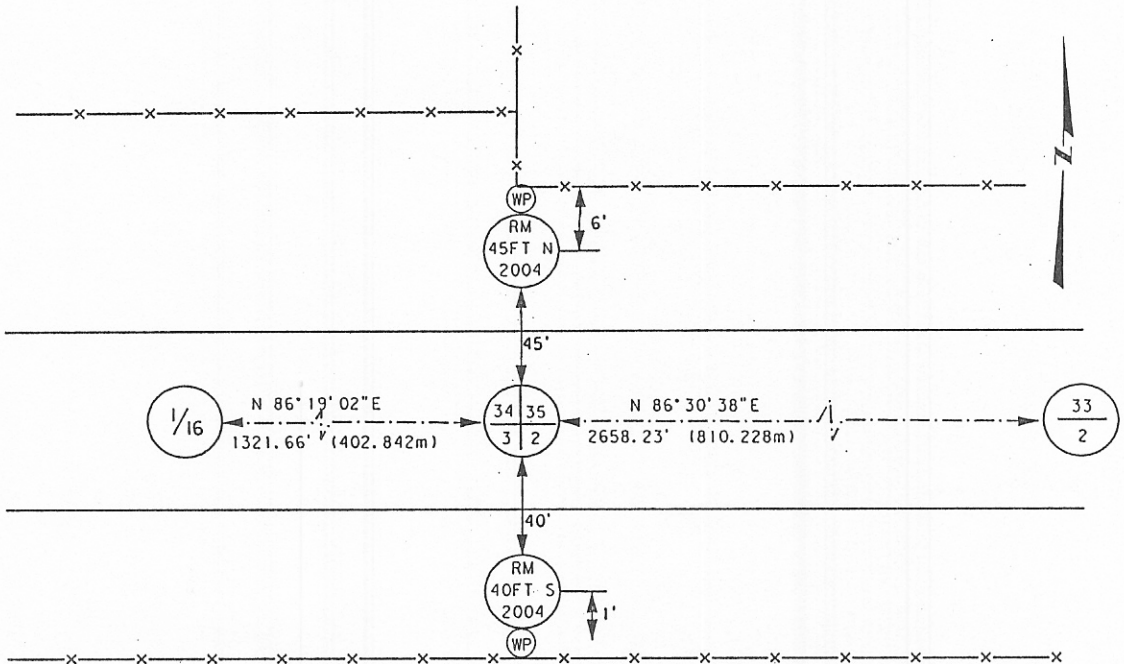 WP
RM
45FT N
2004
6'
Z
45'
1/16
N 86°19'02"E
1321.66' (402.842m)
34 35
3 2
N 86°30'38"E
2658.23' (810.228m)
33
2
40'
RM
40FT S
2004
1'
WP